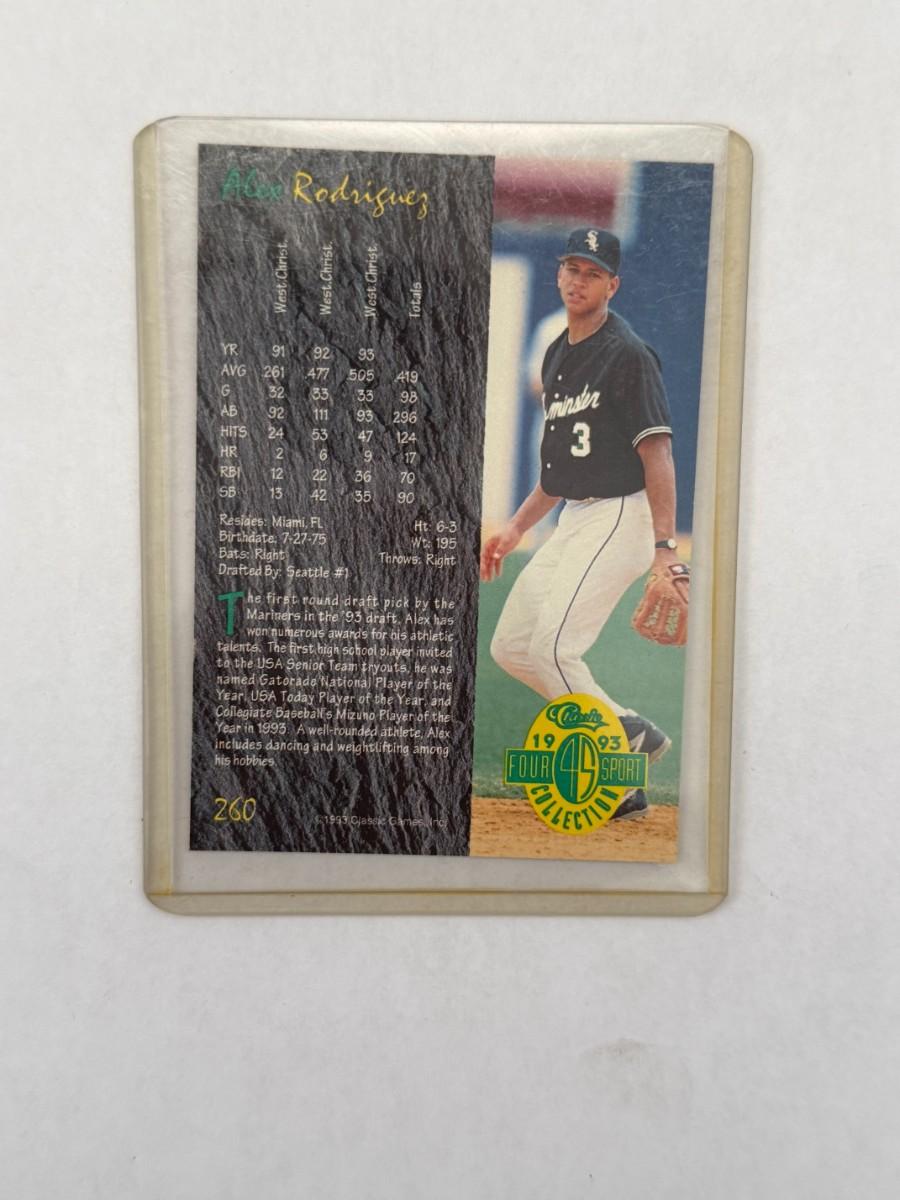 Alex Rodriguez
West.Christ. West.Christ. West.Christ. Totals
YR 91 92 93
AVG .261 .477 .505 .419
G 32 33 33 98
AB 92 111 93 296
HITS 24 53 47 124
HR 2 6 9 17
RBI 12 22 36 70
SB 13 42 35 90
Resides: Miami, FL Ht: 6-3
Birthdate: 7-27-75 Wt: 195
Bats: Right Throws: Right
Drafted By: Seattle #1
The first round draft pick by the
Mariners in the '93 draft, Alex has
won numerous awards for his athletic
talents. The first high school player invited
to the USA Senior Team tryouts, he was
named Gatorade National Player of the
Year, USA Today Player of the Year, and
Collegiate Baseball's Mizuno Player of the
Year in 1993. A well-rounded athlete, Alex
includes dancing and weightlifting among
his hobbies.
260
©1993 Classic Games, Inc.
SOX
minster
3
Classic
1993
FOUR 4S SPORT
COLLECTION